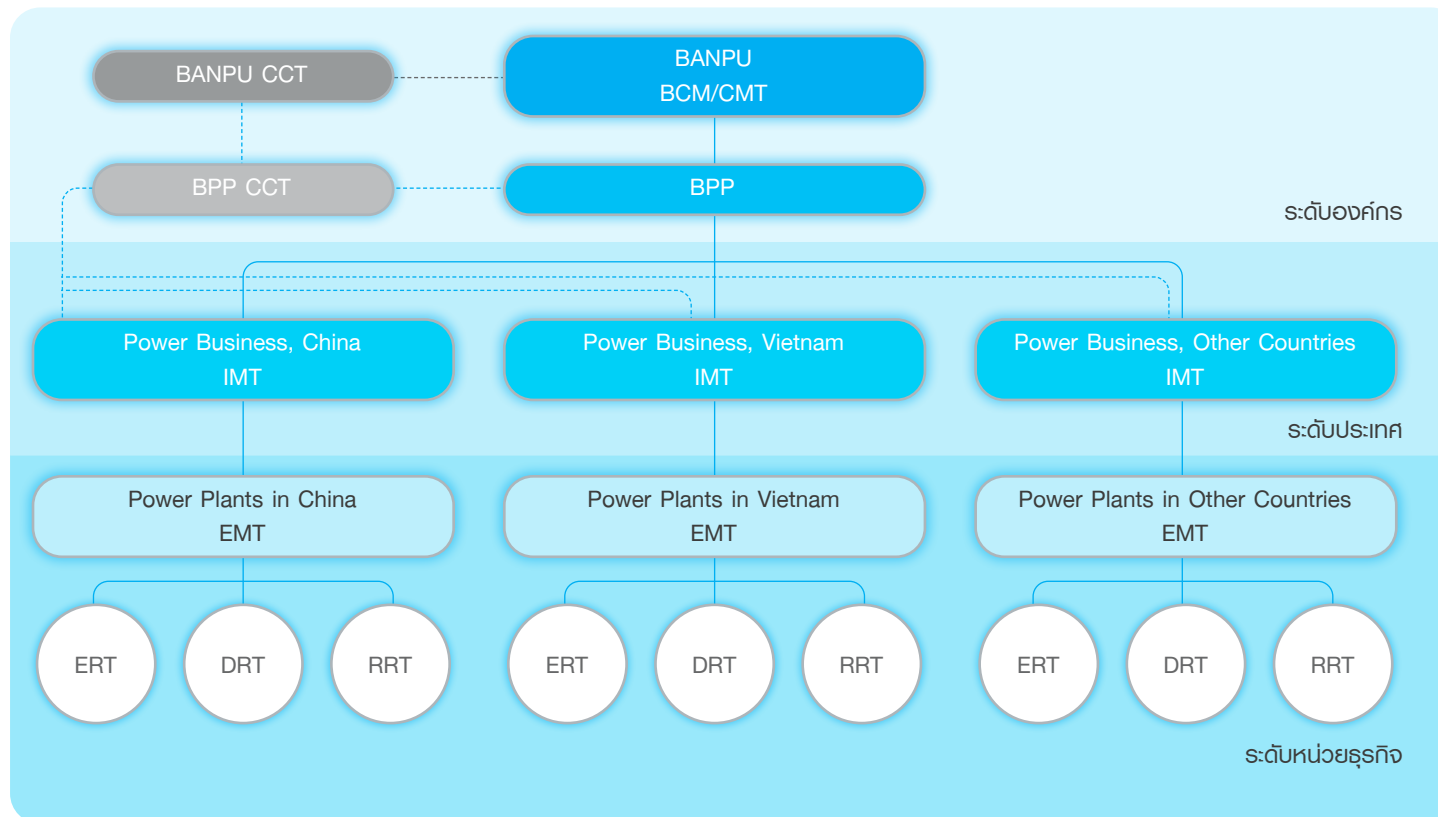 BANPU CCT
BANPU
BCM/CMT
BPP CCT
BPP
ระดับองค์กร
Power Business, China
IMT
Power Business, Vietnam
IMT
Power Business, Other Countries
IMT
ระดับประเทศ
Power Plants in China
EMT
Power Plants in Vietnam
EMT
Power Plants in Other Countries
EMT
ERT
DRT
RRT
ERT
DRT
RRT
ERT
DRT
RRT
ระดับหน่วยธุรกิจ